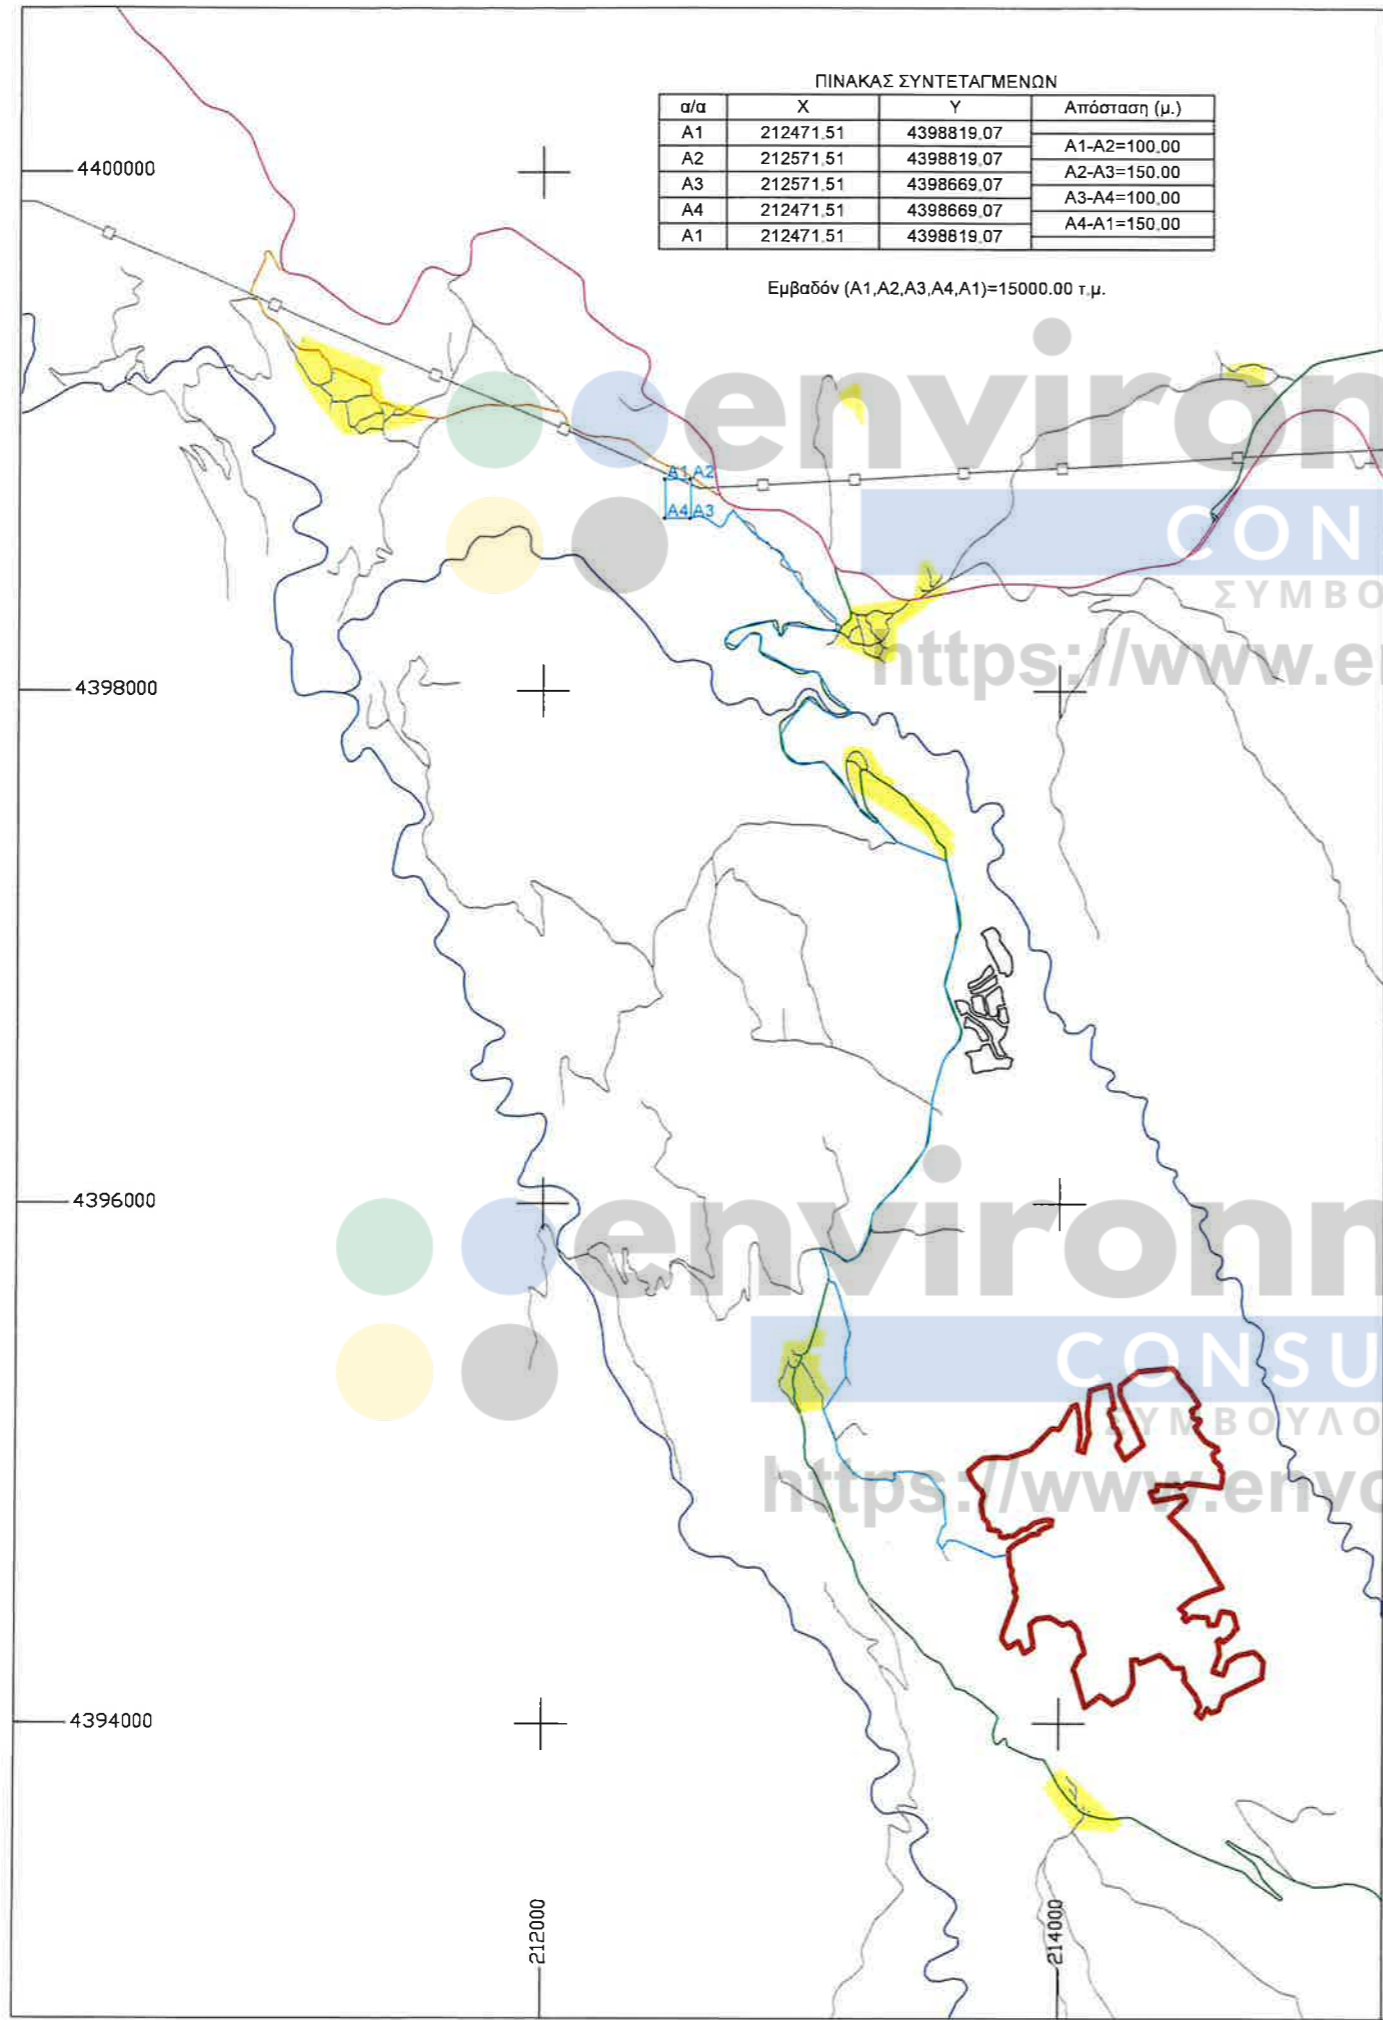 ΠΙΝΑΚΑΣ ΣΥΝΤΕΤΑΓΜΕΝΩΝ
α/α X Y Απόσταση (μ.)
A1 212471.51 4398819.07
A1-A2=100.00
A2 212571.51 4398819.07
A2-A3=150.00
A3 212571.51 4398669.07
A3-A4=100.00
A4 212471.51 4398669.07
A4-A1=150.00
A1 212471.51 4398819.07
Εμβαδόν (A1,A2,A3,A4,A1)=15000.00 τ.μ.
4400000
environ
A1 A2
A4 A3
CON
ΣΥΜΒΟ
https://www.e
4398000
4396000
environ
CONSU
ΣΥΜΒΟΥΛΟ
https://www.env
4394000
212000
214000